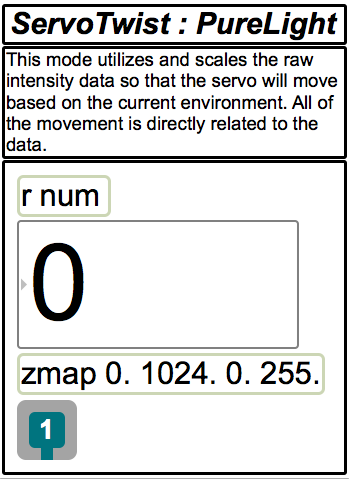 ServoTwist : PureLight
This mode utilizes and scales the raw
intensity data so that the servo will move
based on the current environment. All of
the movement is directly related to the
data.
r num
0
zmap 0. 1024. 0. 255.
1